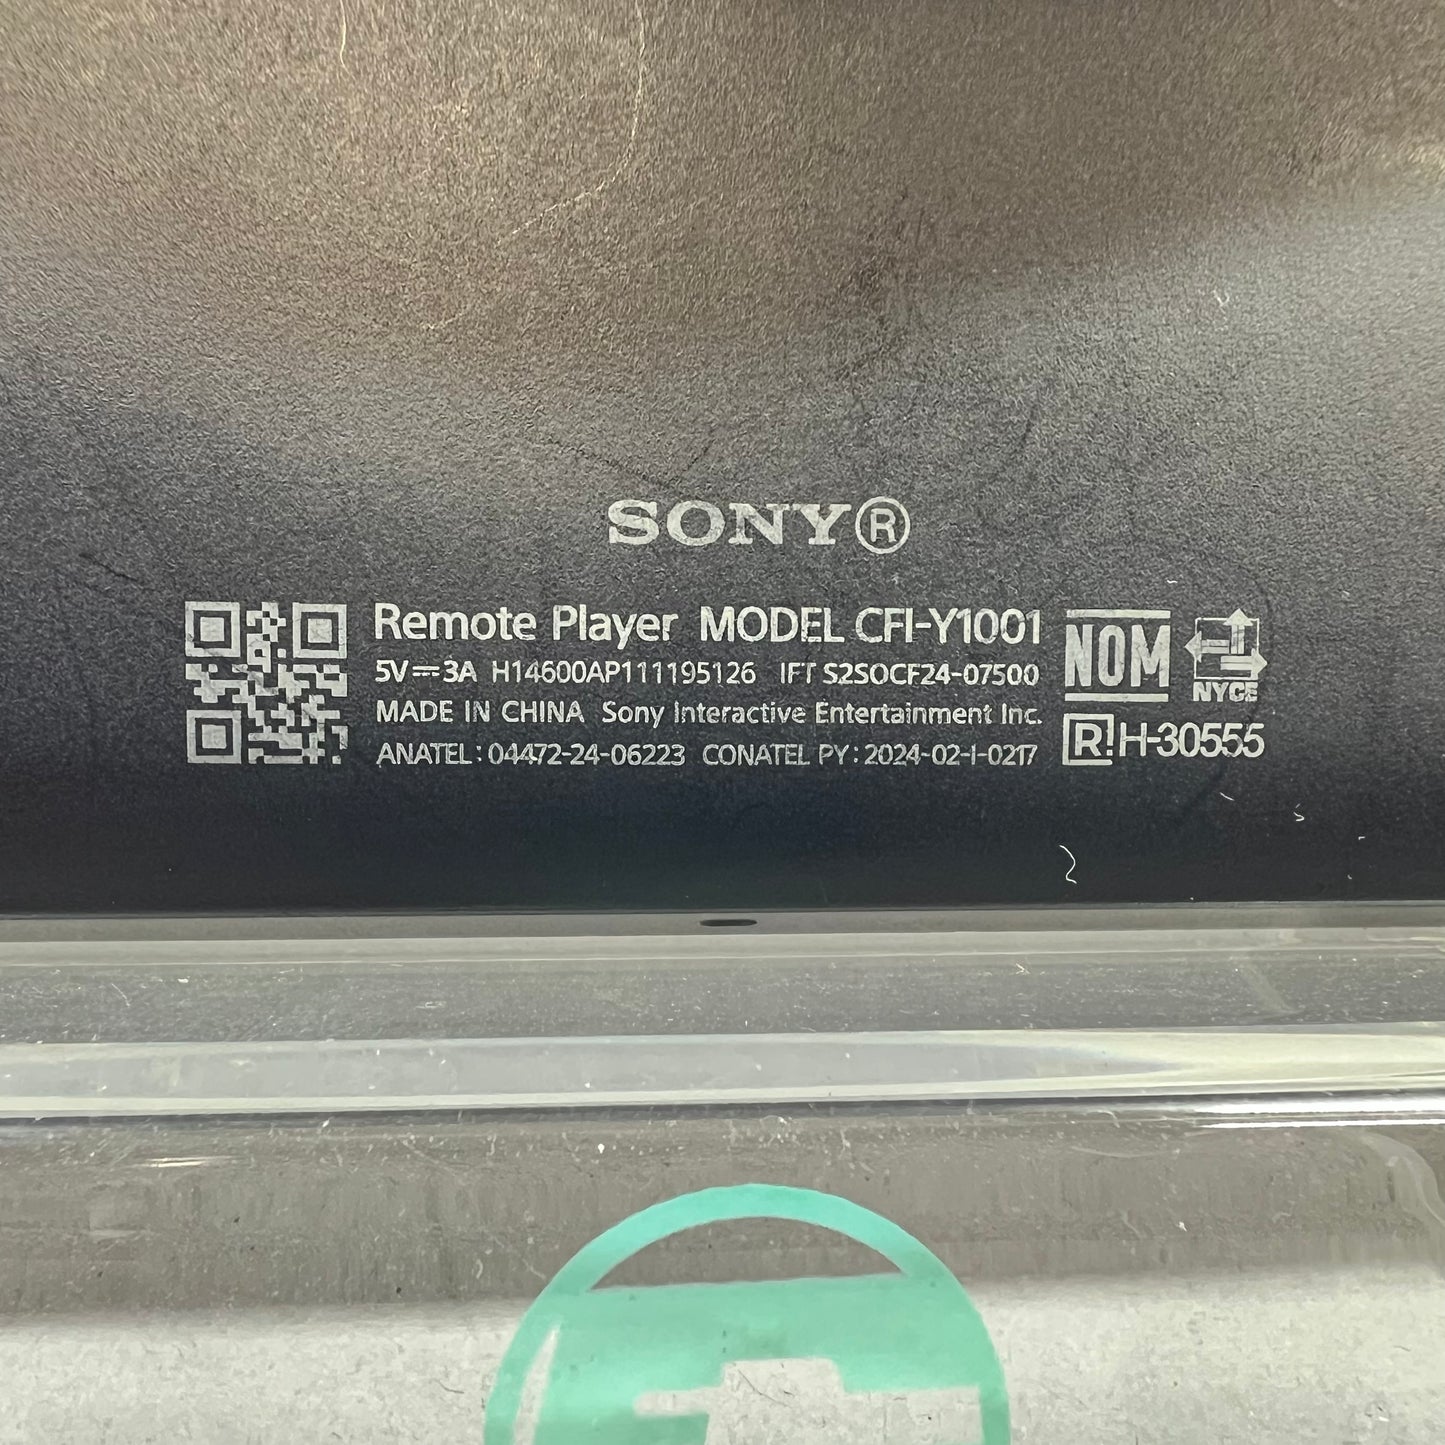 SONY®
Remote Player MODEL CFI-Y1001
5V⎓3A H14600AP111195126 IFT S2SOCF24-07500
MADE IN CHINA Sony Interactive Entertainment Inc.
ANATEL: 04472-24-06223 CONATEL PY: 2024-02-I-0217
NOM NYCE
R! H-30555